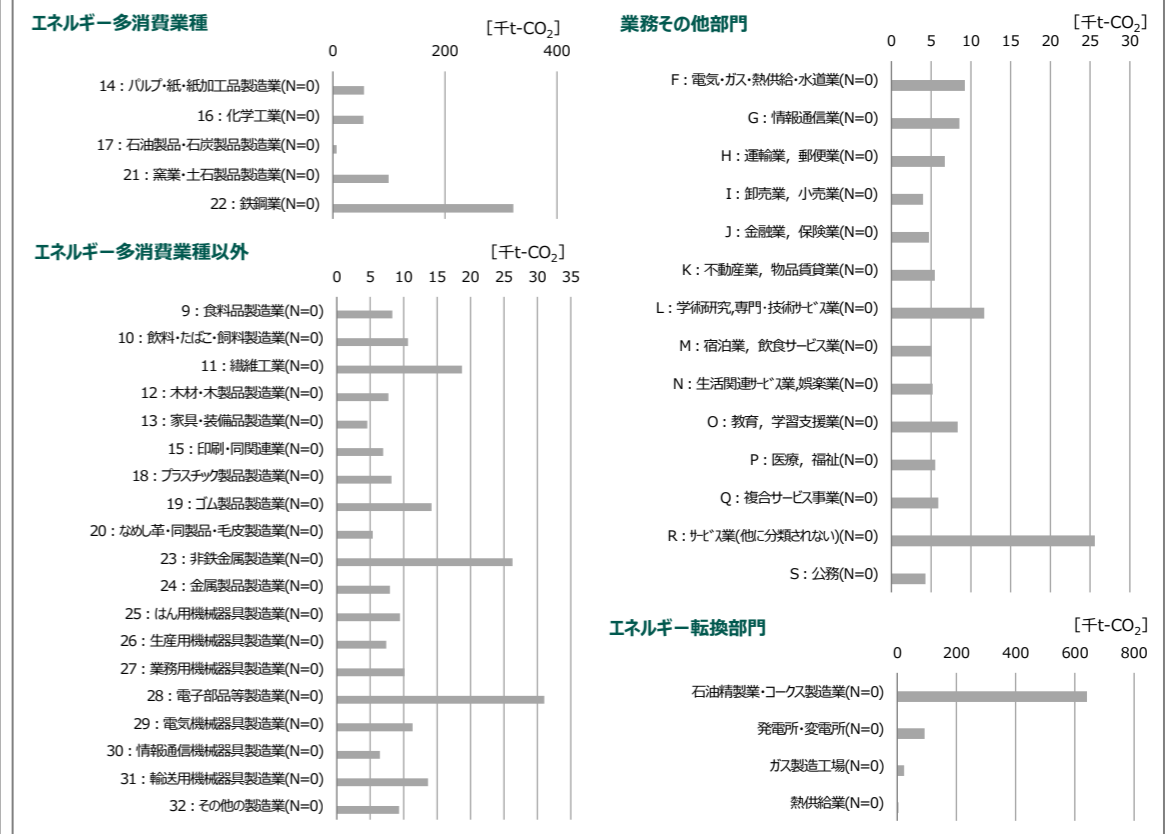 エネルギー多消費業種
[千t-CO2]
0 200 400
14：パルプ・紙・紙加工品製造業(N=0)
16：化学工業(N=0)
17：石油製品・石炭製品製造業(N=0)
21：窯業・土石製品製造業(N=0)
22：鉄鋼業(N=0)
エネルギー多消費業種以外
[千t-CO2]
0 5 10 15 20 25 30 35
9：食料品製造業(N=0)
10：飲料・たばこ・飼料製造業(N=0)
11：繊維工業(N=0)
12：木材・木製品製造業(N=0)
13：家具・装備品製造業(N=0)
15：印刷・同関連業(N=0)
18：プラスチック製品製造業(N=0)
19：ゴム製品製造業(N=0)
20：なめし革・同製品・毛皮製造業(N=0)
23：非鉄金属製造業(N=0)
24：金属製品製造業(N=0)
25：はん用機械器具製造業(N=0)
26：生産用機械器具製造業(N=0)
27：業務用機械器具製造業(N=0)
28：電子部品等製造業(N=0)
29：電気機械器具製造業(N=0)
30：情報通信機械器具製造業(N=0)
31：輸送用機械器具製造業(N=0)
32：その他の製造業(N=0)
業務その他部門
[千t-CO2]
0 5 10 15 20 25 30
F：電気・ガス・熱供給・水道業(N=0)
G：情報通信業(N=0)
H：運輸業，郵便業(N=0)
I：卸売業，小売業(N=0)
J：金融業，保険業(N=0)
K：不動産業，物品賃貸業(N=0)
L：学術研究,専門・技術ｻｰﾋﾞｽ業(N=0)
M：宿泊業，飲食サービス業(N=0)
N：生活関連ｻｰﾋﾞｽ業,娯楽業(N=0)
O：教育，学習支援業(N=0)
P：医療，福祉(N=0)
Q：複合サービス事業(N=0)
R：ｻｰﾋﾞｽ業(他に分類されない)(N=0)
S：公務(N=0)
エネルギー転換部門
[千t-CO2]
0 200 400 600 800
石油精製業・コークス製造業(N=0)
発電所・変電所(N=0)
ガス製造工場(N=0)
熱供給業(N=0)